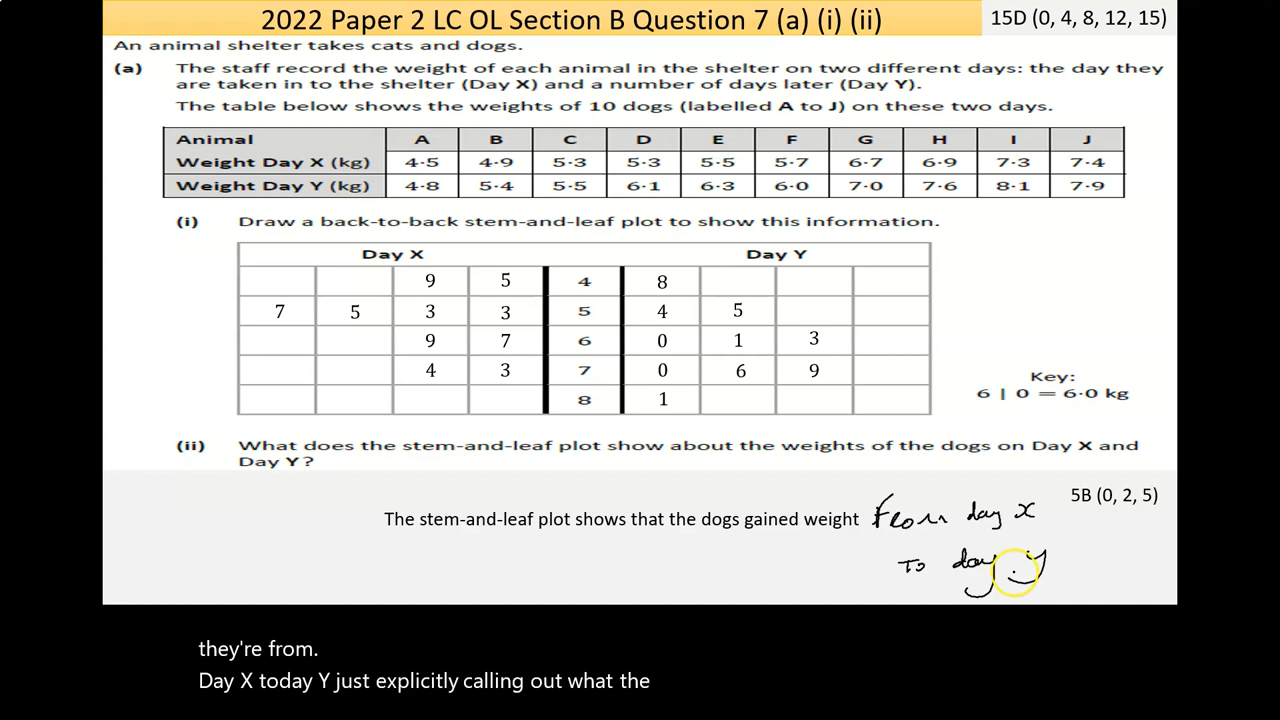 2022 Paper 2 LC OL Section B Question 7 (a) (i) (ii)
15D (0, 4, 8, 12, 15)
An animal shelter takes cats and dogs.
(a) The staff record the weight of each animal in the shelter on two different days: the day they
are taken in to the shelter (Day X) and a number of days later (Day Y).
The table below shows the weights of 10 dogs (labelled A to J) on these two days.
Animal A B C D E F G H I J
Weight Day X (kg) 4·5 4·9 5·3 5·3 5·5 5·7 6·7 6·9 7·3 7·4
Weight Day Y (kg) 4·8 5·4 5·5 6·1 6·3 6·0 7·0 7·6 8·1 7·9
(i) Draw a back-to-back stem-and-leaf plot to show this information.
Day X Day Y
9 5 4 8
7 5 3 3 5 4 5
9 7 6 0 1 3
4 3 7 0 6 9
8 1
Key:
6 | 0 = 6·0 kg
(ii) What does the stem-and-leaf plot show about the weights of the dogs on Day X and
Day Y?
5B (0, 2, 5)
The stem-and-leaf plot shows that the dogs gained weight From day x
To day y
they're from.
Day X today Y just explicitly calling out what the